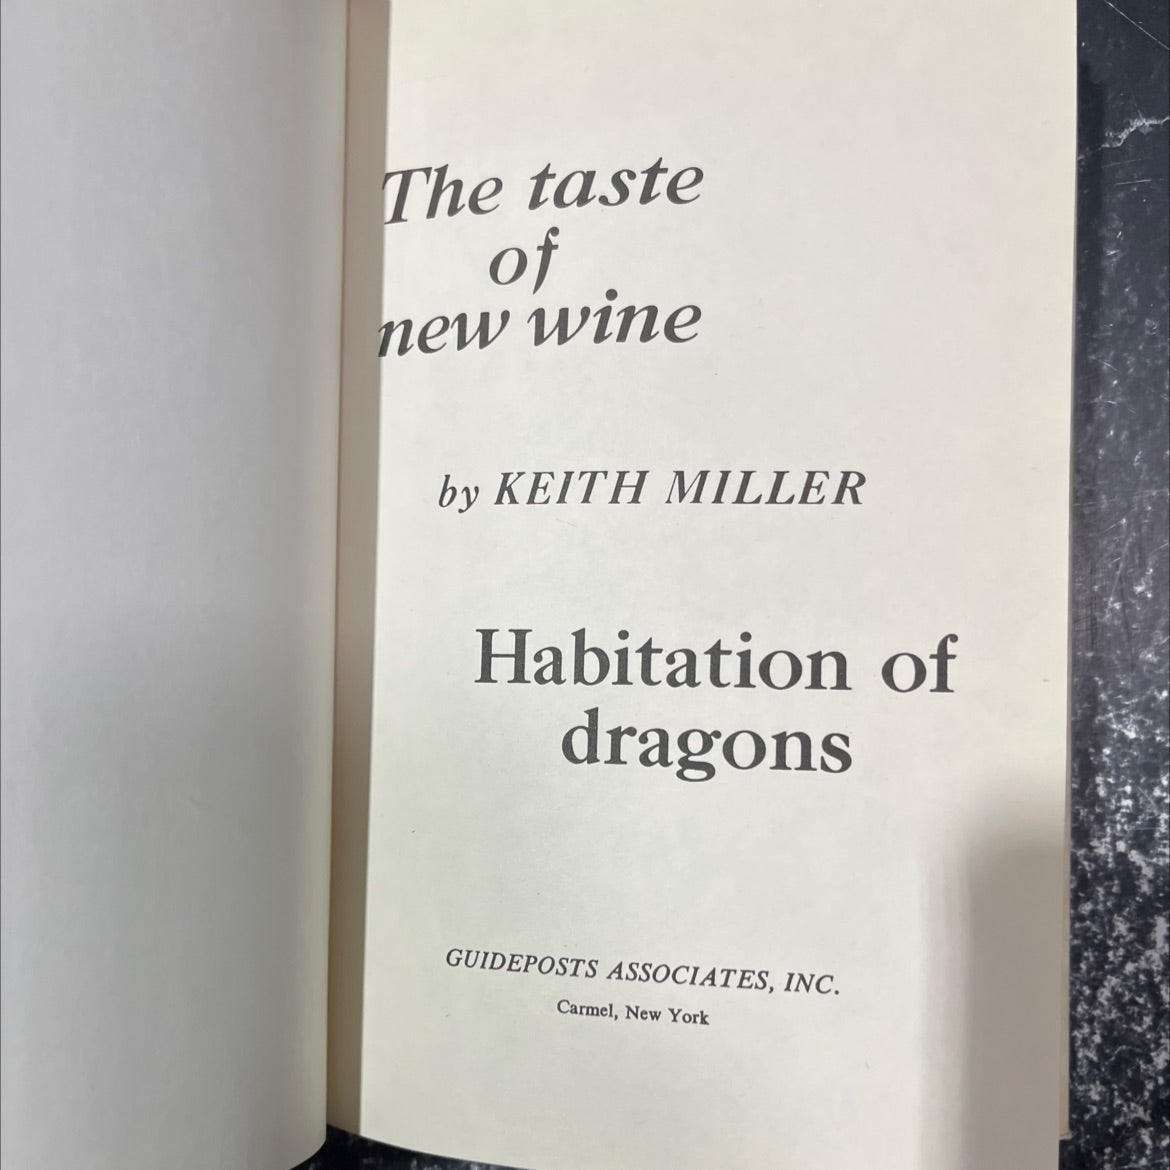 The taste
of
new wine
by KEITH MILLER
Habitation of
dragons
GUIDEPOSTS ASSOCIATES, INC.
Carmel, New York